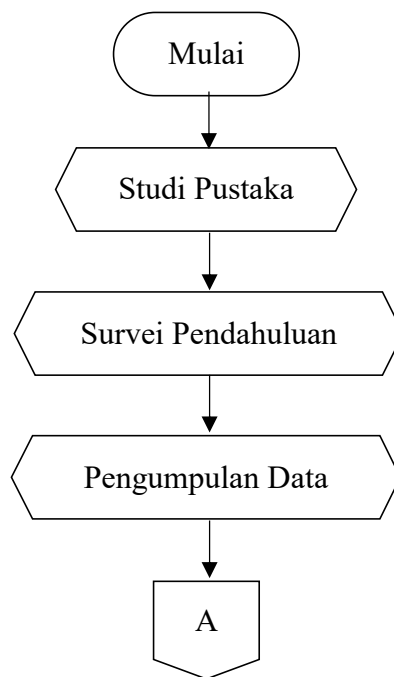 Mulai
Studi Pustaka
Survei Pendahuluan
Pengumpulan Data
A